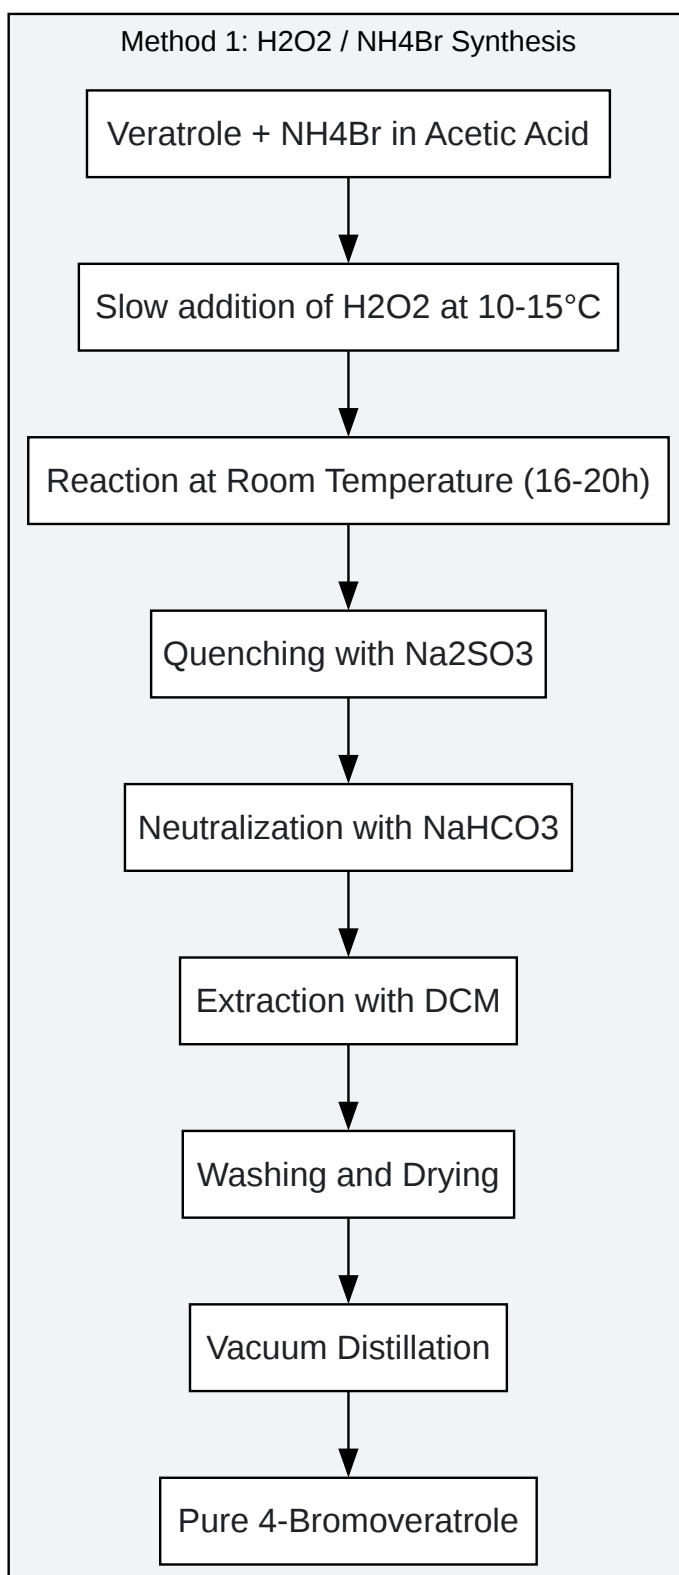 Method 1: H2O2 / NH4Br Synthesis
Veratrole + NH4Br in Acetic Acid
Slow addition of H2O2 at 10-15°C
Reaction at Room Temperature (16-20h)
Quenching with Na2SO3
Neutralization with NaHCO3
Extraction with DCM
Washing and Drying
Vacuum Distillation
Pure 4-Bromoveratrole